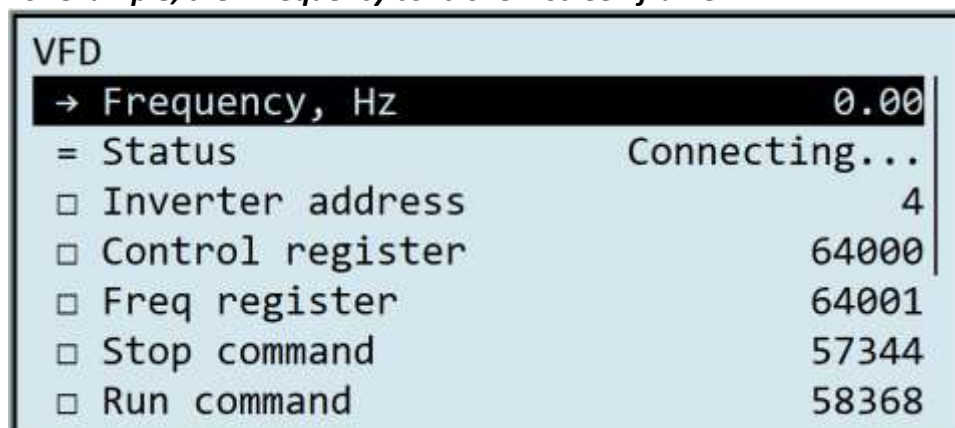 VFD
→ Frequency, Hz 0.00
= Status Connecting...
□ Inverter address 4
□ Control register 64000
□ Freq register 64001
□ Stop command 57344
□ Run command 58368